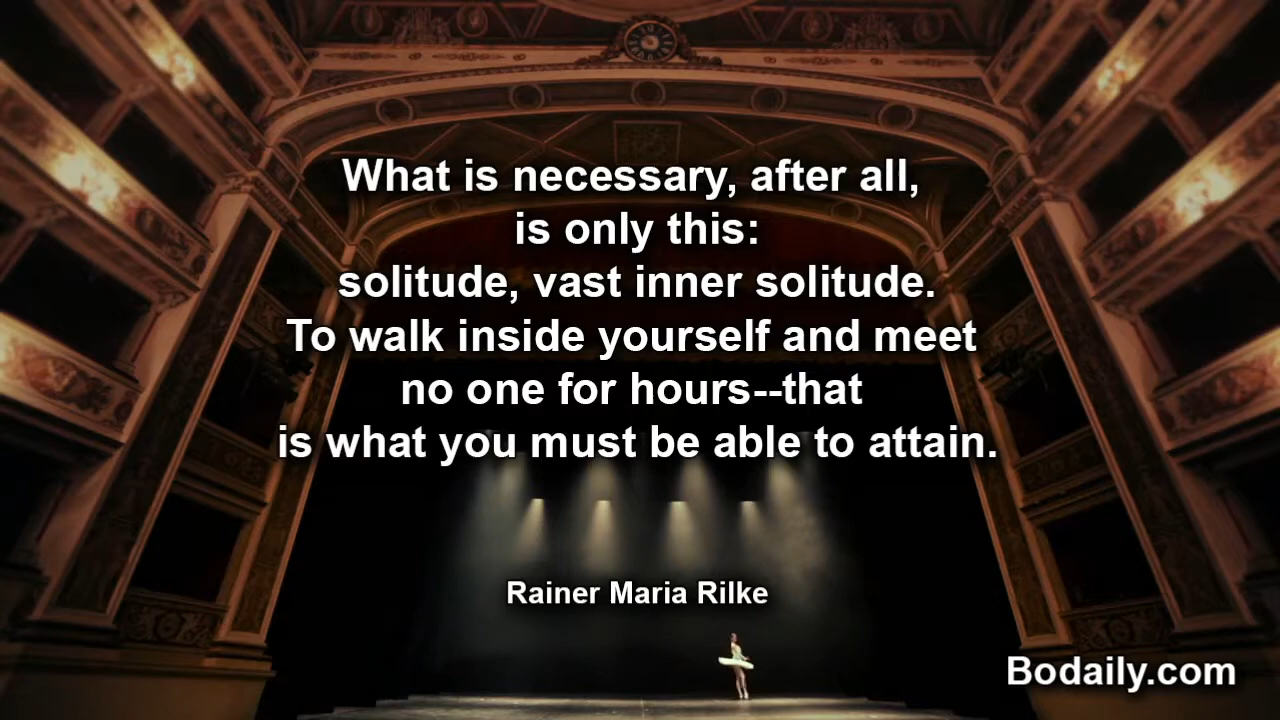 What is necessary, after all,
is only this:
solitude, vast inner solitude.
To walk inside yourself and meet
no one for hours--that
is what you must be able to attain.
Rainer Maria Rilke
Bodaily.com